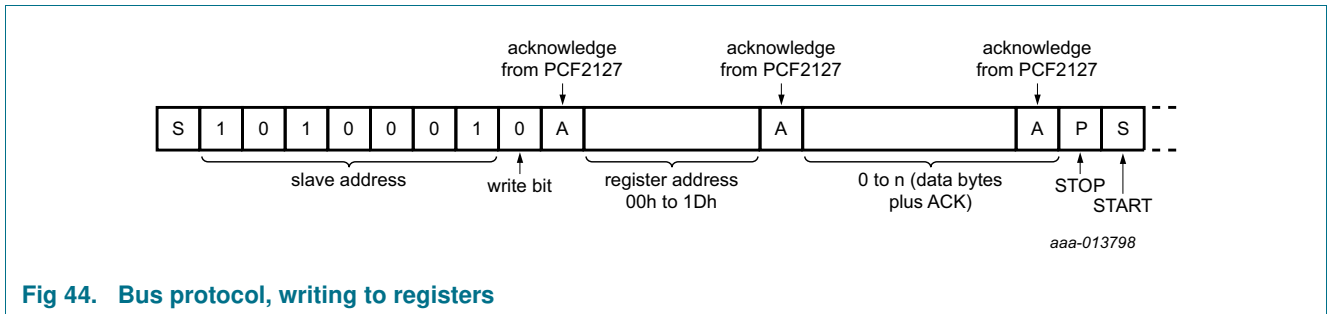 acknowledge
from PCF2127
acknowledge
from PCF2127
acknowledge
from PCF2127
S 1 0 1 0 0 0 1 0 A A A P S
slave address
write bit
register address
00h to 1Dh
0 to n (data bytes
plus ACK)
STOP
START
aaa-013798
Fig 44. Bus protocol, writing to registers